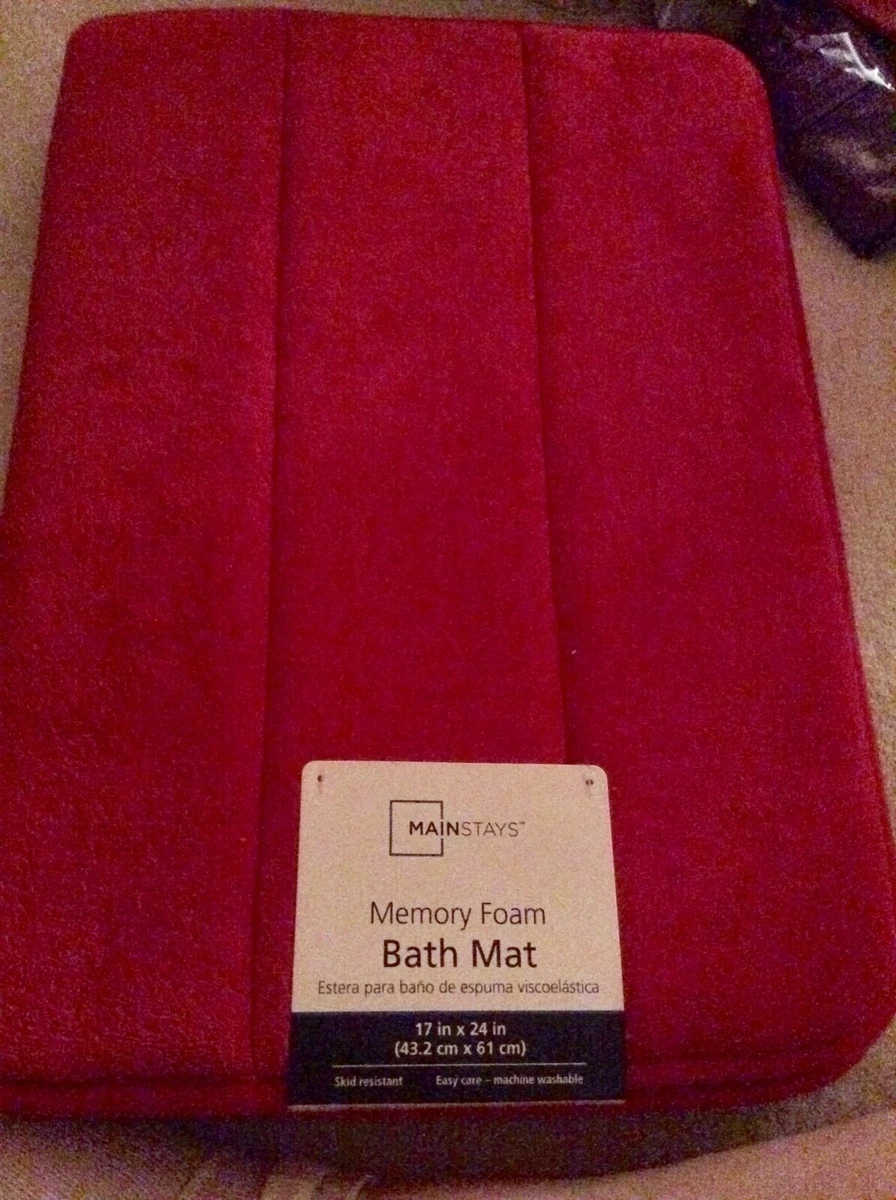 MAINSTAYS™
Memory Foam
Bath Mat
Estera para baño de espuma viscoelástica
17 in x 24 in
(43.2 cm x 61 cm)
Skid resistant Easy care – machine washable